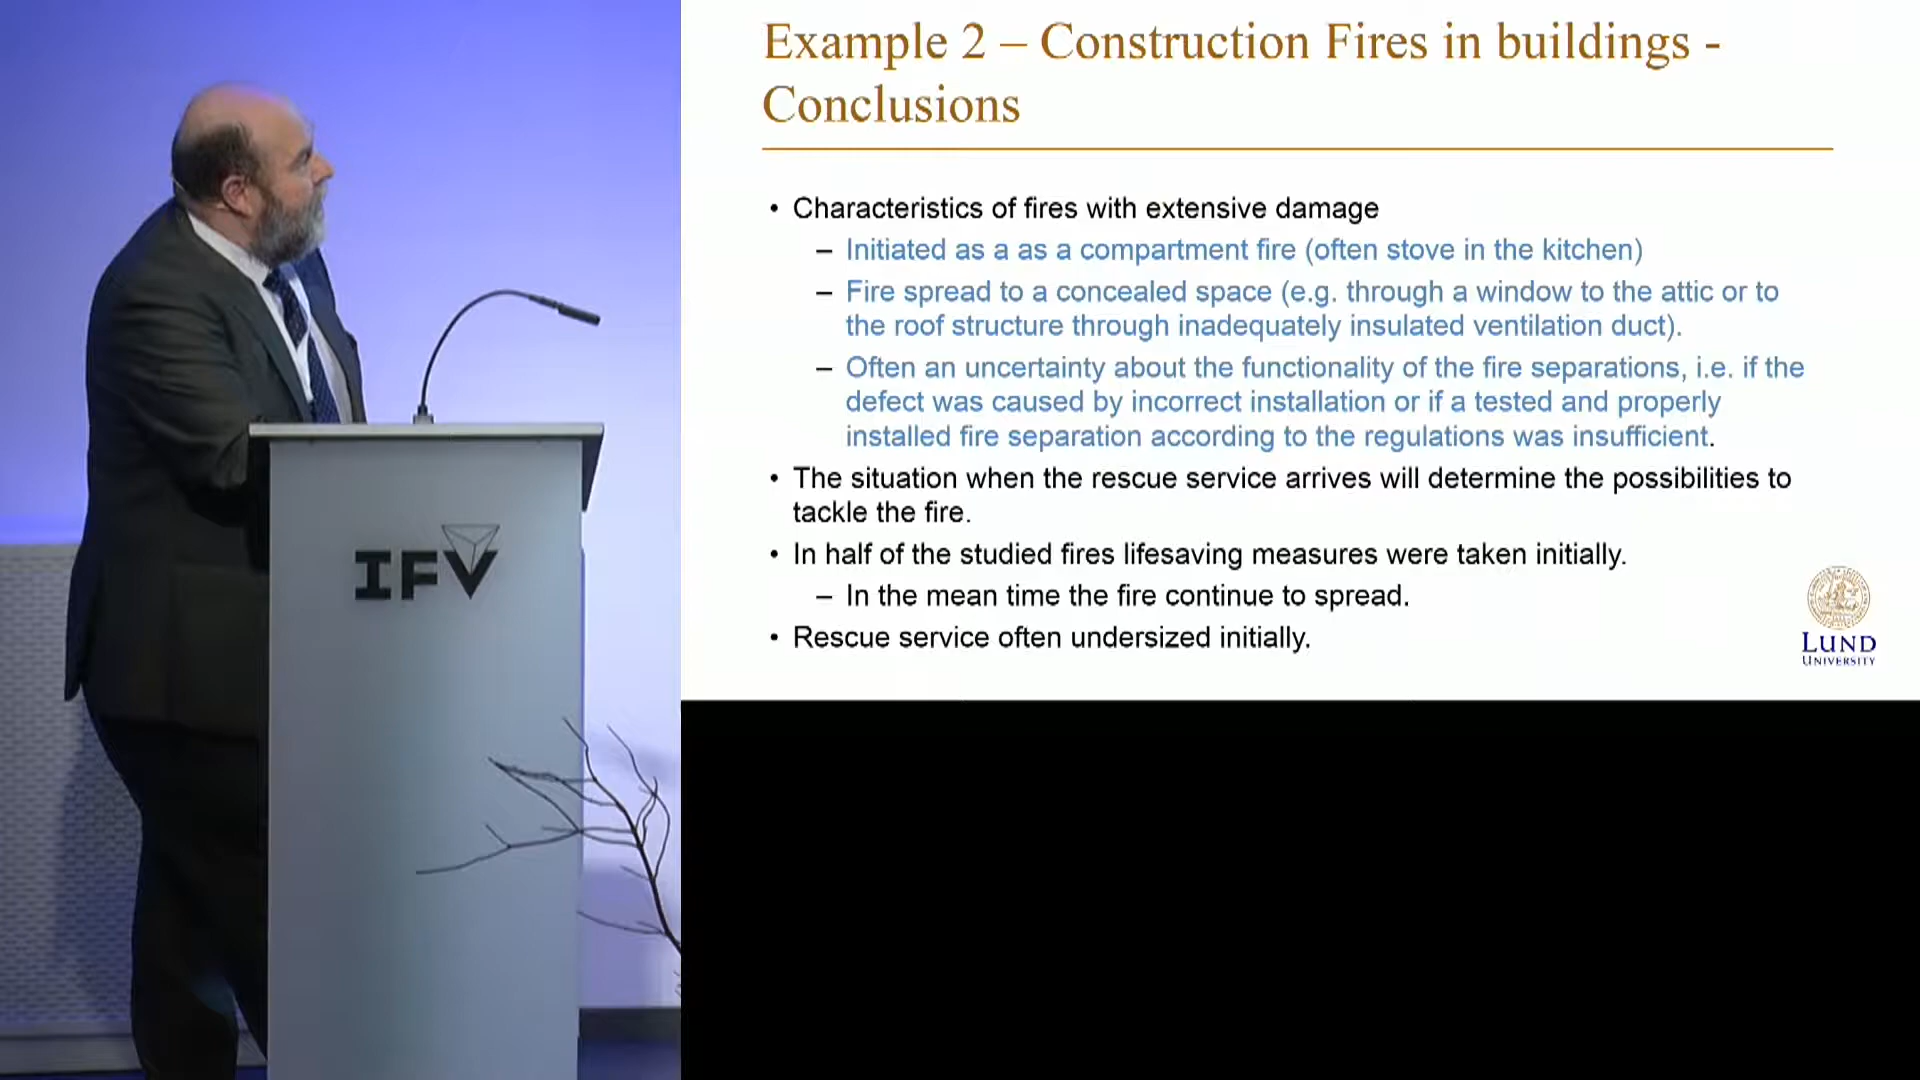 Example 2 – Construction Fires in buildings -
Conclusions
• Characteristics of fires with extensive damage
– Initiated as a as a compartment fire (often stove in the kitchen)
– Fire spread to a concealed space (e.g. through a window to the attic or to
the roof structure through inadequately insulated ventilation duct).
– Often an uncertainty about the functionality of the fire separations, i.e. if the
defect was caused by incorrect installation or if a tested and properly
installed fire separation according to the regulations was insufficient.
• The situation when the rescue service arrives will determine the possibilities to
tackle the fire.
• In half of the studied fires lifesaving measures were taken initially.
– In the mean time the fire continue to spread.
• Rescue service often undersized initially.
LUND
UNIVERSITY
IFV